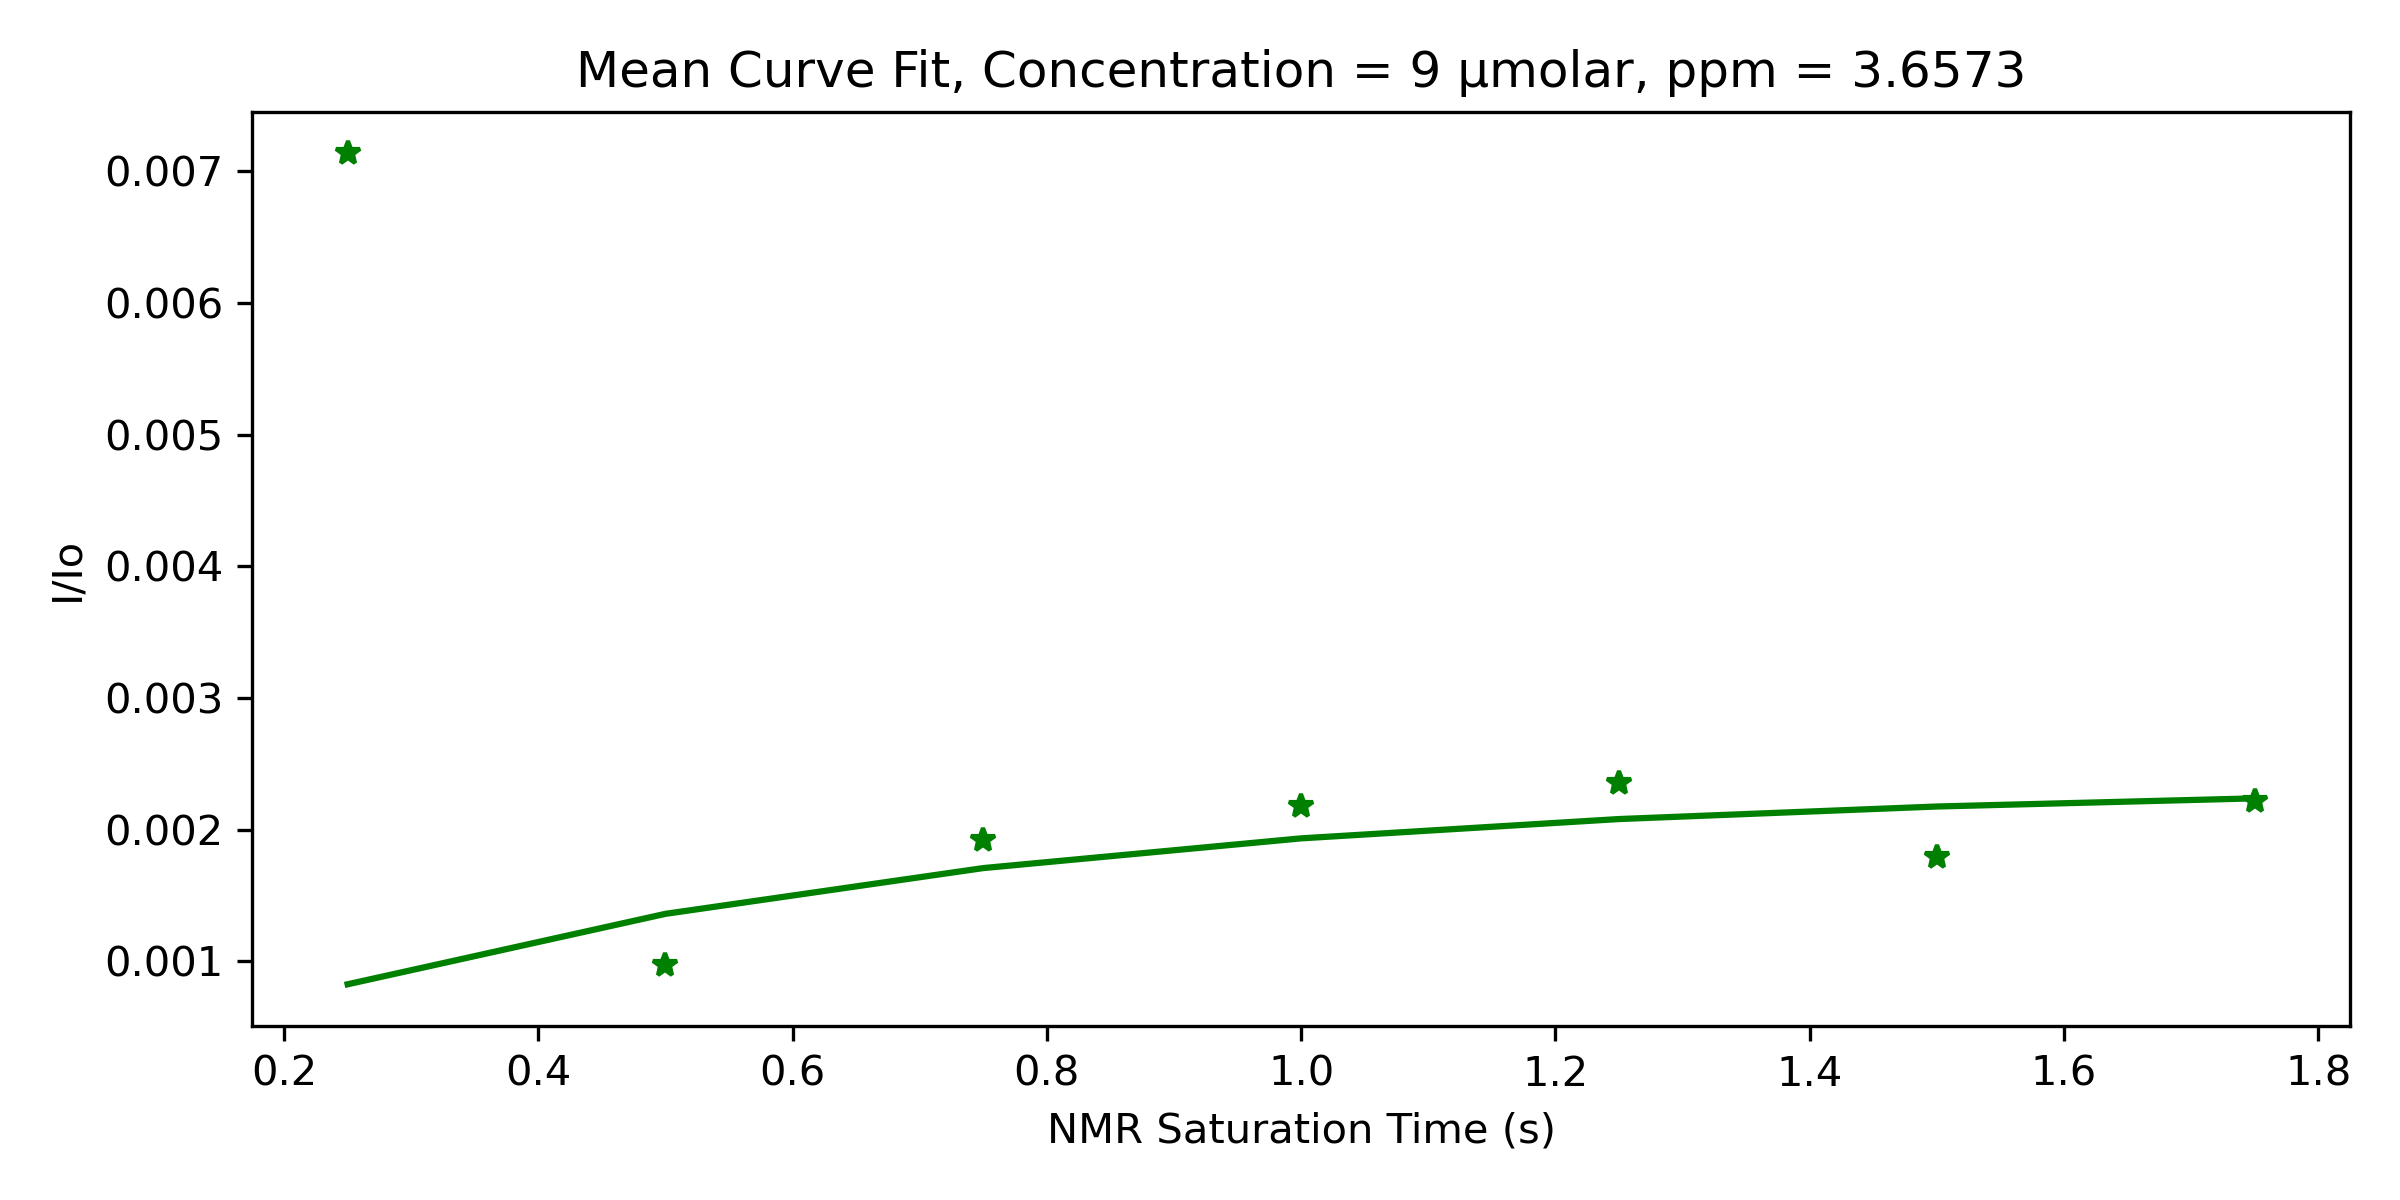 Mean Curve Fit, Concentration = 9 µmolar, ppm = 3.6573
0.007
0.006
0.005
0.004
0.003
0.002
0.001
I/Io
0.2 0.4 0.6 0.8 1.0 1.2 1.4 1.6 1.8
NMR Saturation Time (s)